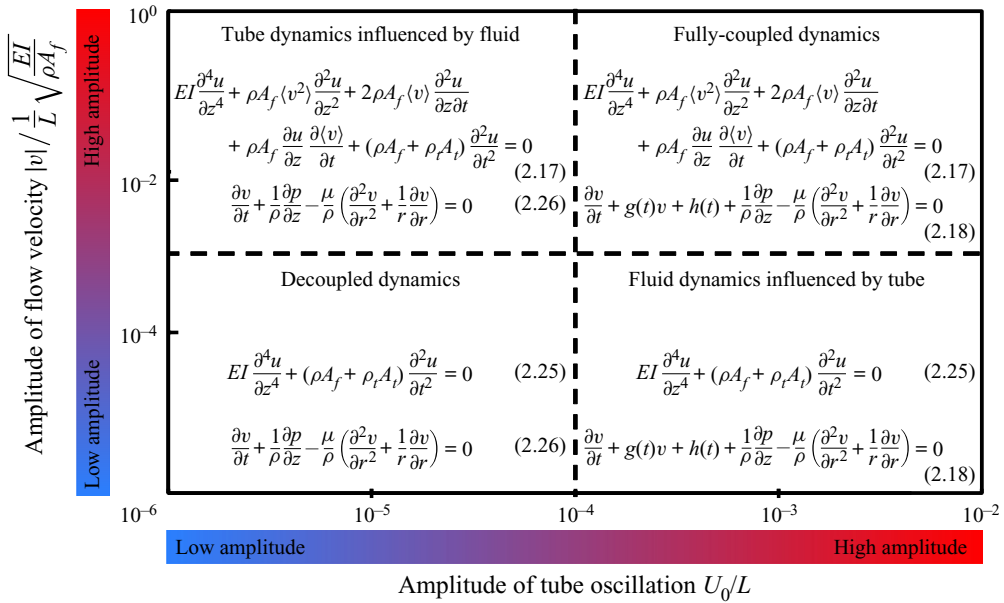 Amplitude of flow velocity |v| / 1/L √(EI/ρA_f)
High amplitude
Low amplitude
10⁰
10⁻²
10⁻⁴
Tube dynamics influenced by fluid
EI ∂⁴u/∂z⁴ + ρA_f⟨v²⟩ ∂²u/∂z² + 2ρA_f⟨v⟩ ∂²u/∂z∂t
+ ρA_f ∂u/∂z ∂⟨v⟩/∂t + (ρA_f + ρ_tA_t) ∂²u/∂t² = 0
(2.17)
∂v/∂t + 1/ρ ∂p/∂z − μ/ρ (∂²v/∂r² + 1/r ∂v/∂r) = 0 (2.26)
Fully-coupled dynamics
EI ∂⁴u/∂z⁴ + ρA_f⟨v²⟩ ∂²u/∂z² + 2ρA_f⟨v⟩ ∂²u/∂z∂t
+ ρA_f ∂u/∂z ∂⟨v⟩/∂t + (ρA_f + ρ_tA_t) ∂²u/∂t² = 0
(2.17)
∂v/∂t + g(t)v + h(t) + 1/ρ ∂p/∂z − μ/ρ (∂²v/∂r² + 1/r ∂v/∂r) = 0
(2.18)
Decoupled dynamics
EI ∂⁴u/∂z⁴ + (ρA_f + ρ_tA_t) ∂²u/∂t² = 0 (2.25)
∂v/∂t + 1/ρ ∂p/∂z − μ/ρ (∂²v/∂r² + 1/r ∂v/∂r) = 0 (2.26)
Fluid dynamics influenced by tube
EI ∂⁴u/∂z⁴ + (ρA_f + ρ_tA_t) ∂²u/∂t² = 0 (2.25)
∂v/∂t + g(t)v + h(t) + 1/ρ ∂p/∂z − μ/ρ (∂²v/∂r² + 1/r ∂v/∂r) = 0
(2.18)
10⁻⁶ 10⁻⁵ 10⁻⁴ 10⁻³ 10⁻²
Low amplitude High amplitude
Amplitude of tube oscillation U₀/L